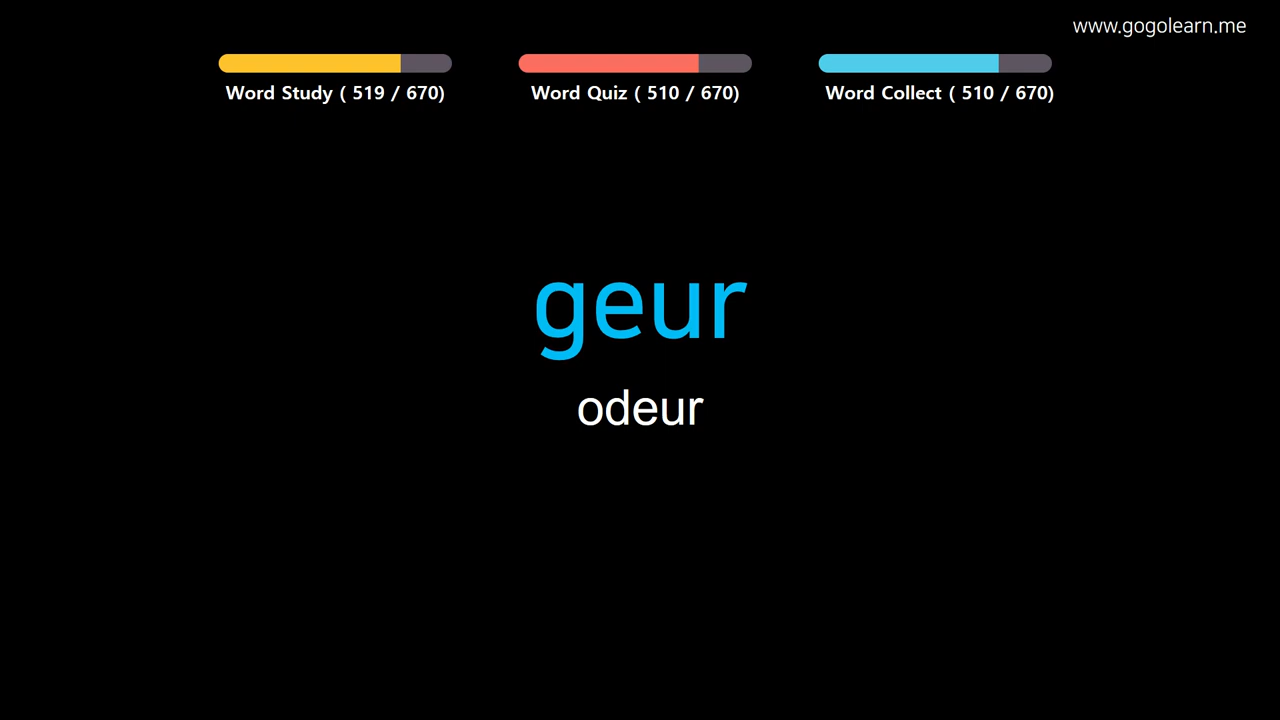 www.gogolearn.me
Word Study ( 519 / 670)
Word Quiz ( 510 / 670)
Word Collect ( 510 / 670)
geur
odeur